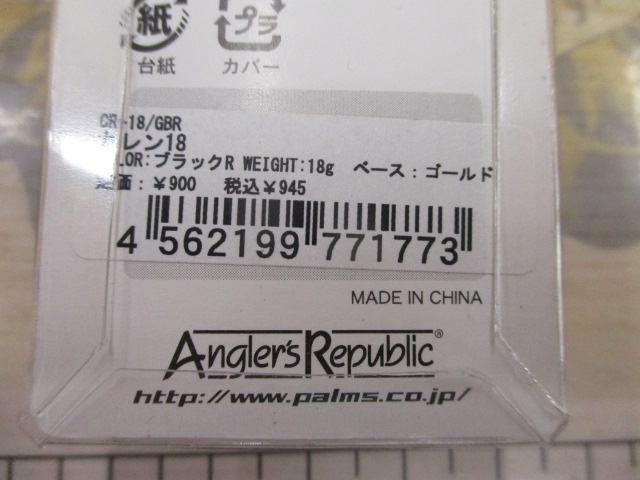 紙 プラ
台紙 カバー
CR-18/GBR
レン18
LOR:ブラックR WEIGHT:18g ベース:ゴールド
価:¥900 税込¥945
4 562199 771773
MADE IN CHINA
Angler's Republic®
http://www.palms.co.jp/